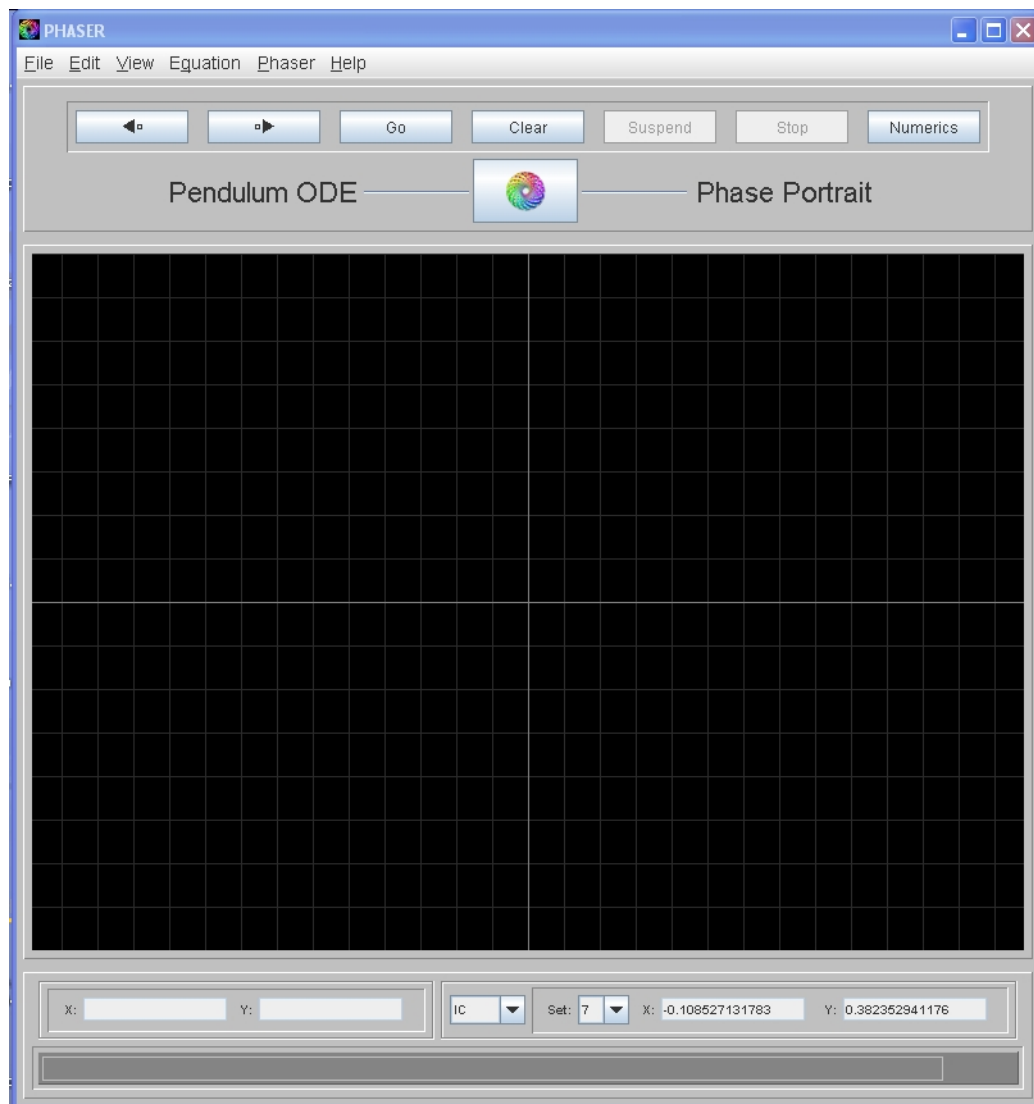 PHASER
File Edit View Equation Phaser Help
Go Clear Suspend Stop Numerics
Pendulum ODE Phase Portrait
X: Y: IC Set: 7 X: -0.108527131783 Y: 0.382352941176